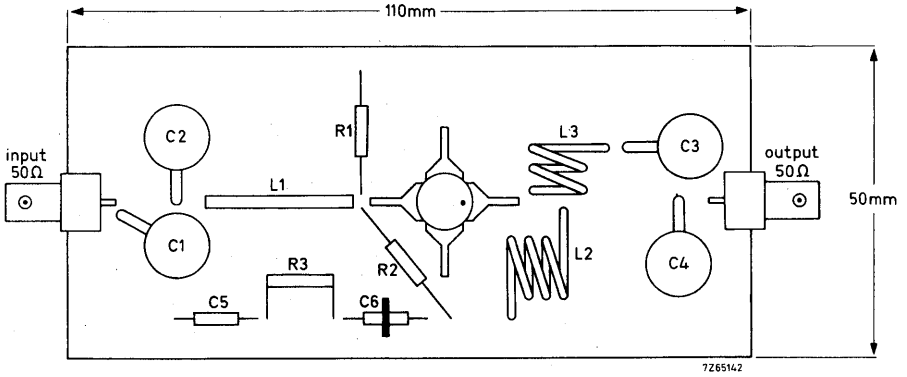 110mm
C2
R1
L3
C3
input
50Ω
output
50Ω
L1
50mm
C1
R2
L2
C4
R3
C5
C6
7Z65142